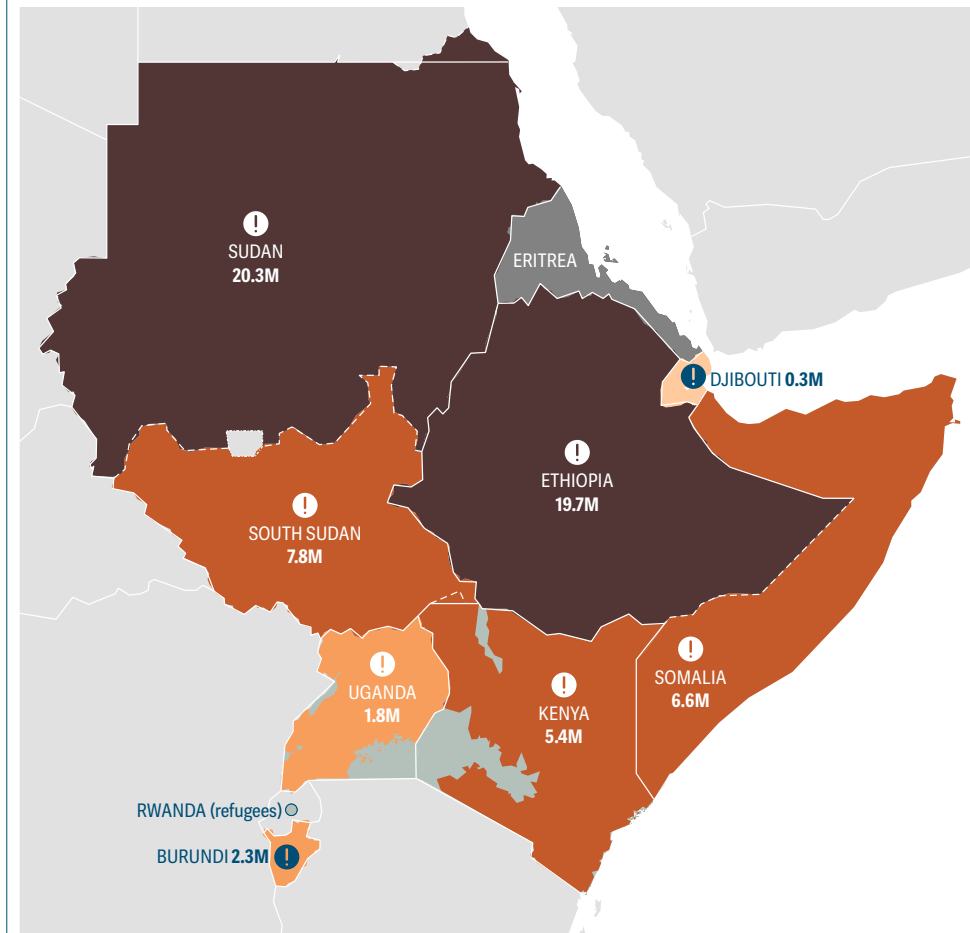 SUDAN
20.3M
ERITREA
DJIBOUTI 0.3M
ETHIOPIA
19.7M
SOUTH SUDAN
7.8M
UGANDA
1.8M
KENYA
5.4M
SOMALIA
6.6M
RWANDA (refugees)
BURUNDI 2.3M